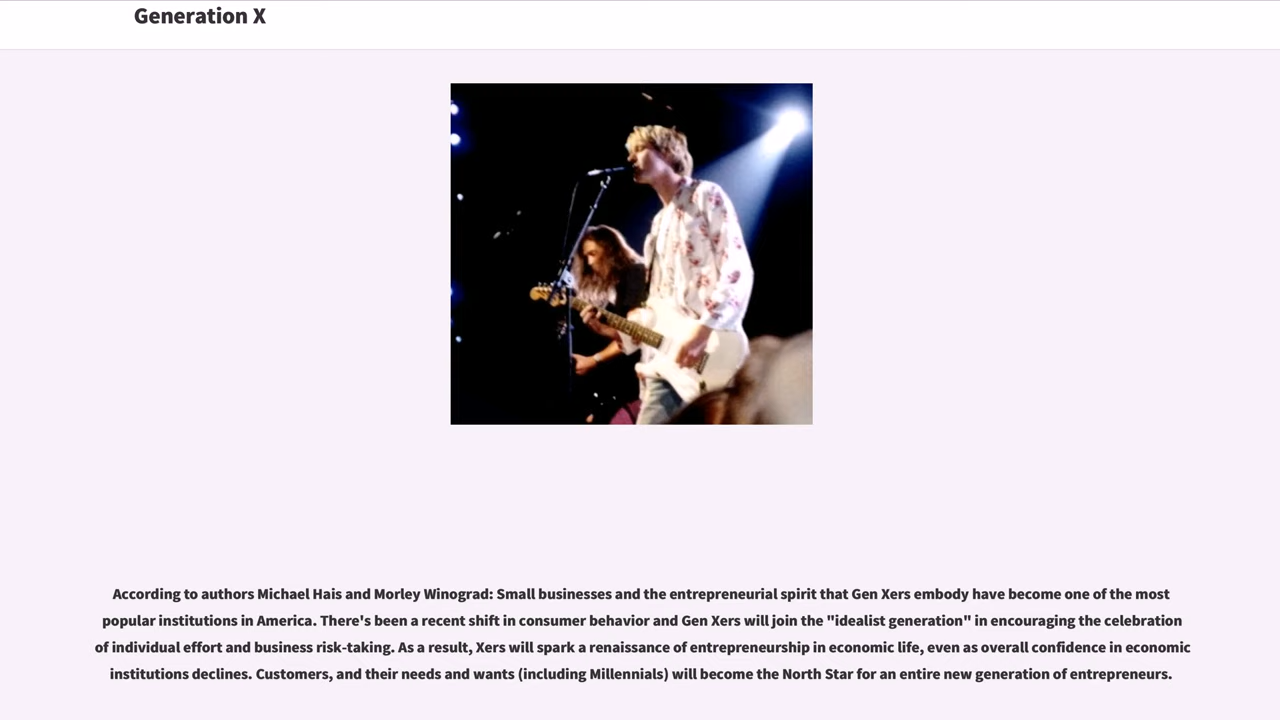 Generation X
According to authors Michael Hais and Morley Winograd: Small businesses and the entrepreneurial spirit that Gen Xers embody have become one of the most
popular institutions in America. There's been a recent shift in consumer behavior and Gen Xers will join the "idealist generation" in encouraging the celebration
of individual effort and business risk-taking. As a result, Xers will spark a renaissance of entrepreneurship in economic life, even as overall confidence in economic
institutions declines. Customers, and their needs and wants (including Millennials) will become the North Star for an entire new generation of entrepreneurs.